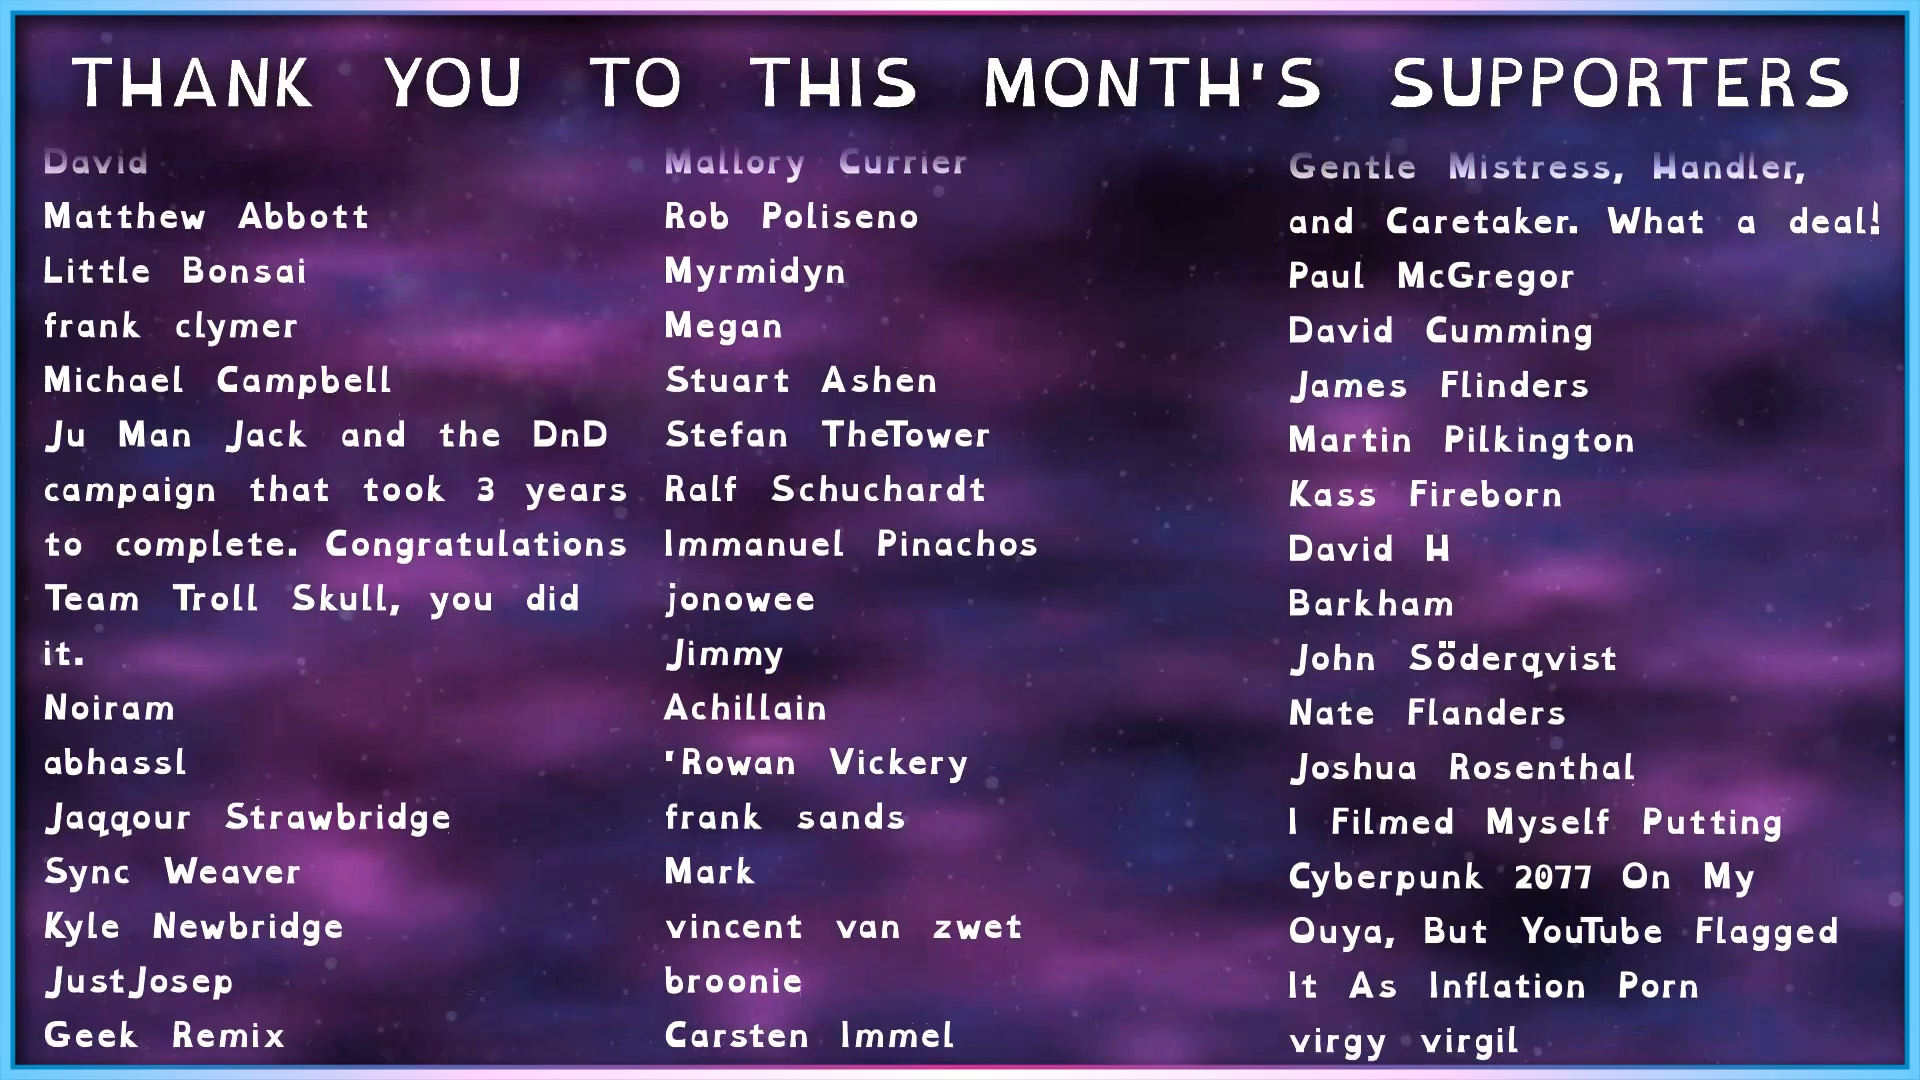 THANK YOU TO THIS MONTH'S SUPPORTERS
David
Matthew Abbott
Little Bonsai
frank clymer
Michael Campbell
Ju Man Jack and the DnD
campaign that took 3 years
to complete. Congratulations
Team Troll Skull, you did
it.
Noiram
abhassl
Jaqqour Strawbridge
Sync Weaver
Kyle Newbridge
JustJosep
Geek Remix
Mallory Currier
Rob Poliseno
Myrmidyn
Megan
Stuart Ashen
Stefan TheTower
Ralf Schuchardt
Immanuel Pinachos
jonowee
Jimmy
Achillain
'Rowan Vickery
frank sands
Mark
vincent van zwet
broonie
Carsten Immel
Gentle Mistress, Handler,
and Caretaker. What a deal!
Paul McGregor
David Cumming
James Flinders
Martin Pilkington
Kass Fireborn
David H
Barkham
John Söderqvist
Nate Flanders
Joshua Rosenthal
I Filmed Myself Putting
Cyberpunk 2077 On My
Ouya, But YouTube Flagged
It As Inflation Porn
virgy virgil